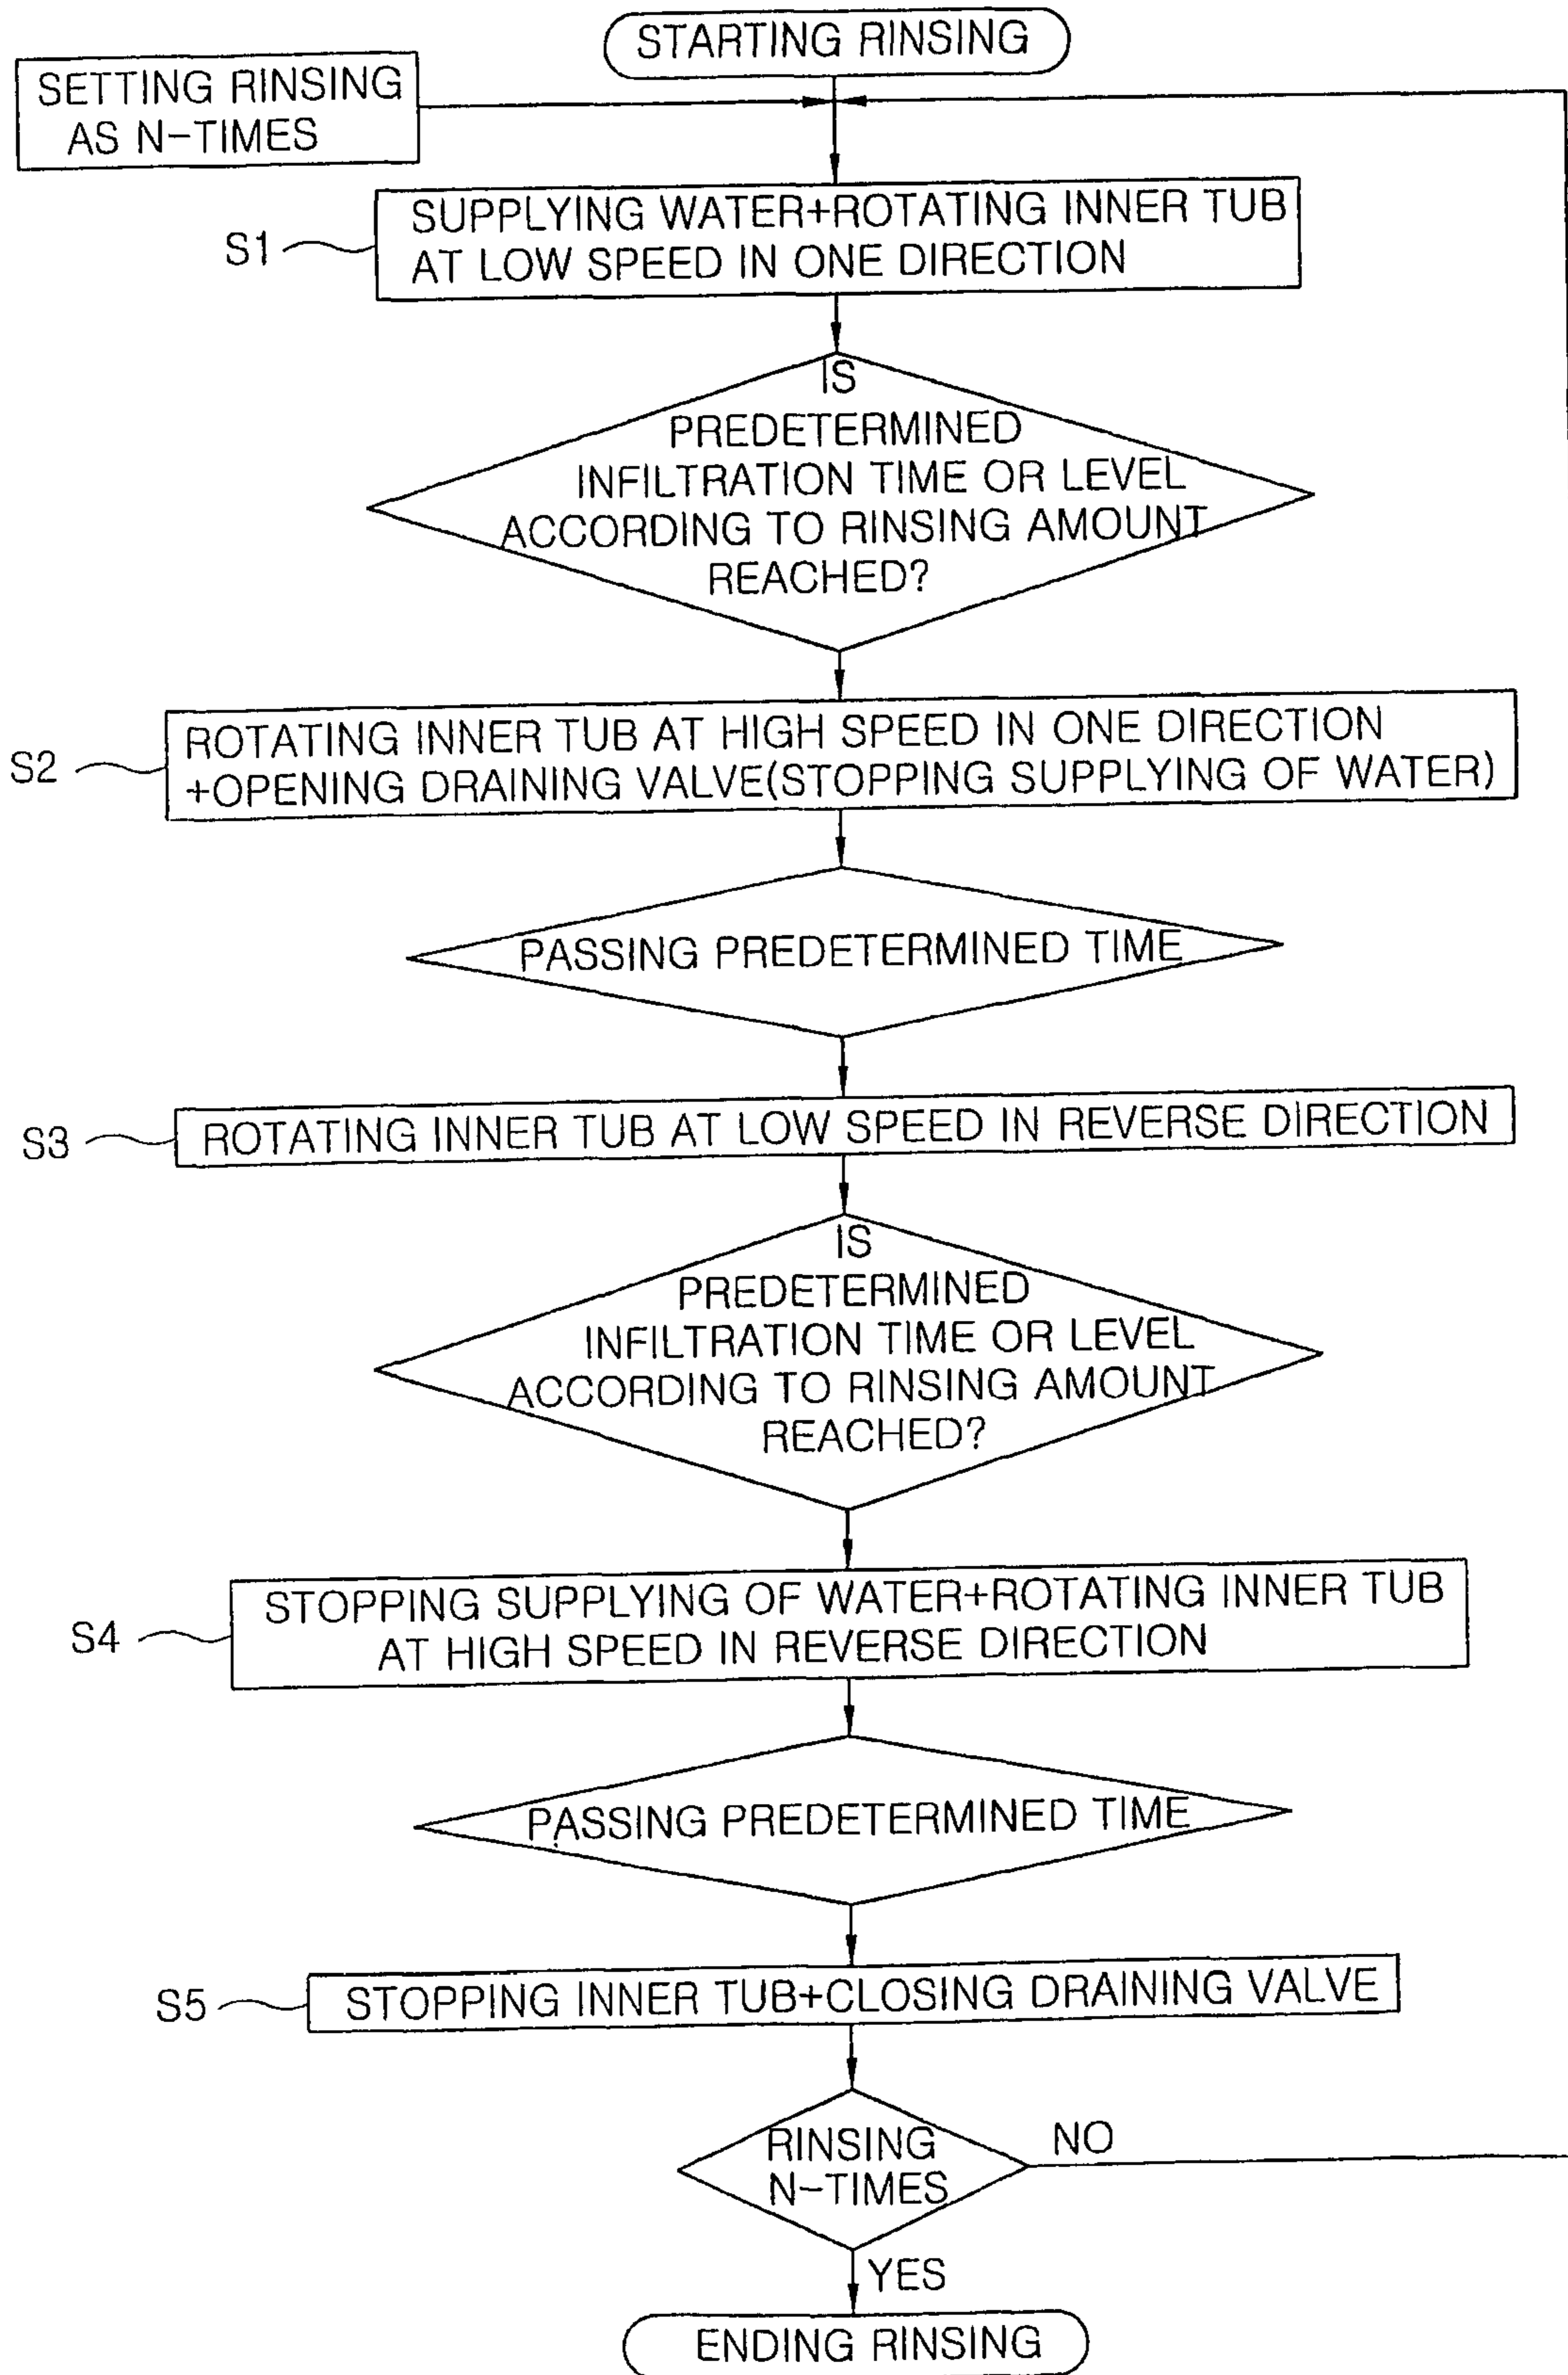 STARTING RINSING
SETTING RINSING
AS N-TIMES
SUPPLYING WATER+ROTATING INNER TUB
AT LOW SPEED IN ONE DIRECTION
S1
IS
PREDETERMINED
INFILTRATION TIME OR LEVEL
ACCORDING TO RINSING AMOUNT
REACHED?
ROTATING INNER TUB AT HIGH SPEED IN ONE DIRECTION
+OPENING DRAINING VALVE(STOPPING SUPPLYING OF WATER)
S2
PASSING PREDETERMINED TIME
S3
ROTATING INNER TUB AT LOW SPEED IN REVERSE DIRECTION
IS
PREDETERMINED
INFILTRATION TIME OR LEVEL
ACCORDING TO RINSING AMOUNT
REACHED?
STOPPING SUPPLYING OF WATER+ROTATING INNER TUB
AT HIGH SPEED IN REVERSE DIRECTION
S4
PASSING PREDETERMINED TIME
S5
STOPPING INNER TUB+CLOSING DRAINING VALVE
RINSING
N-TIMES
NO
YES
ENDING RINSING